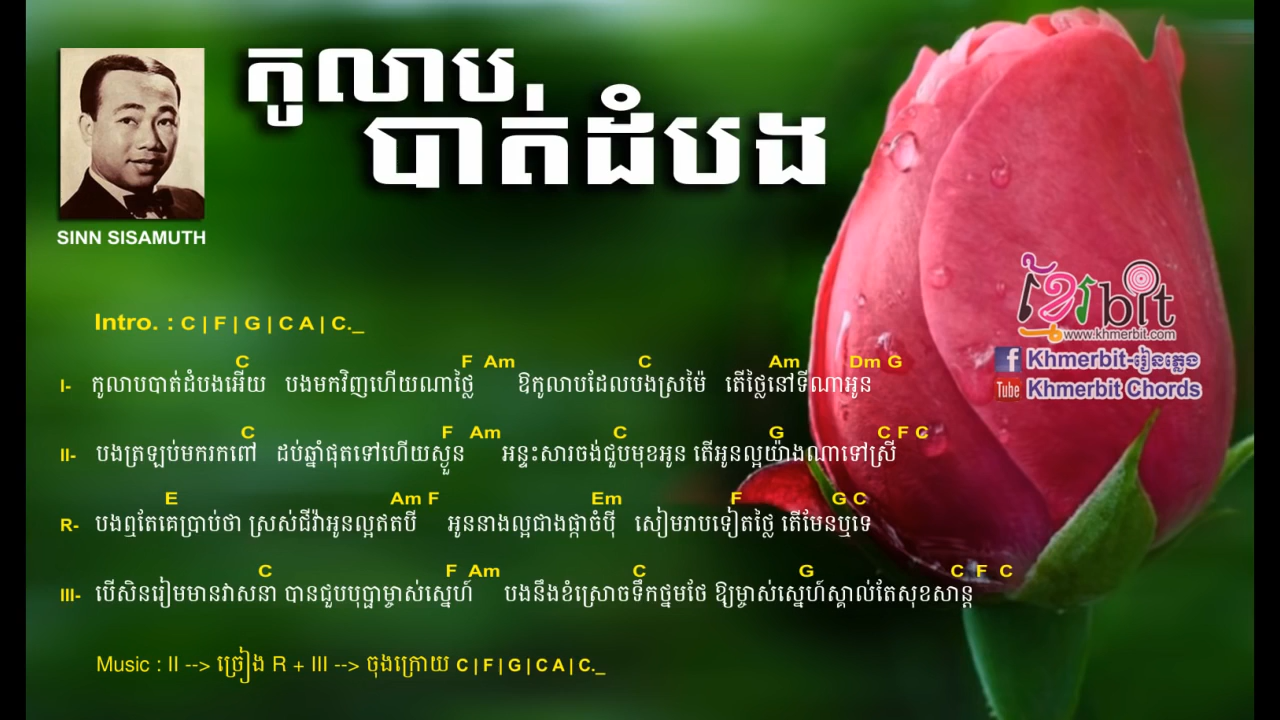 កូលាប
បាត់ដំបង
SINN SISAMUTH
Intro. : C | F | G | C A | C._
C F Am C Am Dm G
I- កូលាបបាត់ដំបងអើយ បងមកវិញហើយណាថ្លៃ ឱកូលាបដែលបងស្រម៉ៃ តើថ្លៃនៅទីណាអូន
C F Am C G C F C
II- បងត្រឡប់មករកពៅ ដប់ឆ្នាំផុតទៅហើយស្ងួន អន្ទះសារចង់ជួបមុខអូន តើអូនល្អយ៉ាងណាទៅស្រី
E Am F Em F G C
R- បងឮតែគេប្រាប់ថា ស្រស់ជីវ៉ាអូនល្អឥតបី អូននាងល្អជាងផ្កាចំប៉ី សៀមរាបទៀតថ្លៃ តើមែនឬទេ
C F Am C G C F C
III- បើសិនរៀមមានវាសនា បានជួបបុប្ផាម្ចាស់ស្នេហ៍ បងនឹងខំស្រោចទឹកថ្នមថែ ឱ្យម្ចាស់ស្នេហ៍ស្គាល់តែសុខសាន្ត
Music : II --> ច្រៀង R + III --> ចុងក្រោយ C | F | G | C A | C._
ខ្មែរbit
www.khmerbit.com
f Khmerbit-រៀនភ្លេង
Tube Khmerbit Chords